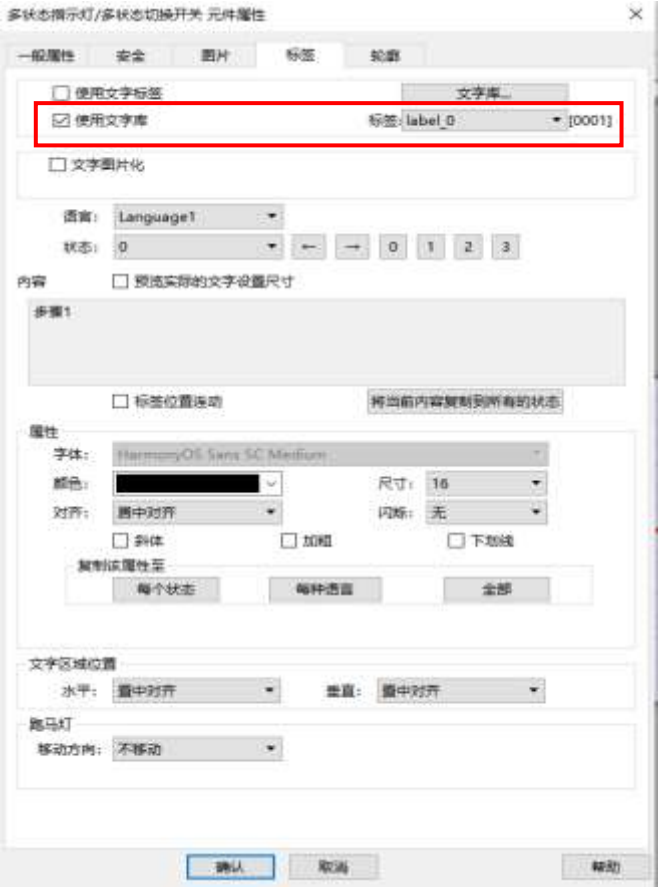 多状态指示灯/多状态切换开关 元件属性
一般属性 安全 图片 标签 轮廓
使用文字标签 文字库...
使用文字库 标签: label_0 [0001]
文字图片化
语言: Language1
状态: 0 ← → 0 1 2 3
内容 预览实际的文字设置尺寸
步骤1
标签位置连动 将当前内容复制到所有的状态
属性
字体: HarmonyOS Sans SC Medium
颜色: 尺寸: 16
对齐: 居中对齐 闪烁: 无
斜体 加粗 下划线
复制该属性至
每个状态 每种语言 全部
文字区域位置
水平: 置中对齐 垂直: 置中对齐
跑马灯
移动方向: 不移动
确认 取消 帮助